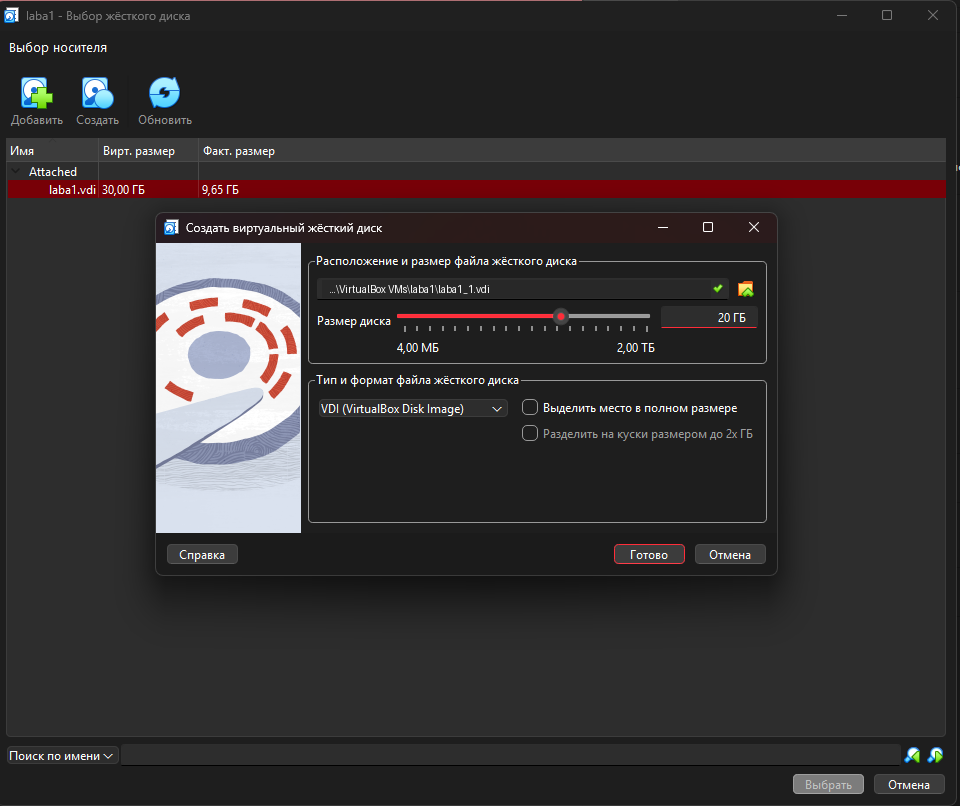 laba1 - Выбор жёсткого диска
Выбор носителя
Добавить Создать Обновить
Имя Вирт. размер Факт. размер
Attached
laba1.vdi 30,00 ГБ 9,65 ГБ
Создать виртуальный жёсткий диск
Расположение и размер файла жёсткого диска
...\VirtualBox VMs\laba1\laba1_1.vdi
Размер диска 20 ГБ
4,00 МБ 2,00 ТБ
Тип и формат файла жёсткого диска
VDI (VirtualBox Disk Image) Выделить место в полном размере
Разделить на куски размером до 2х ГБ
Справка Готово Отмена
Поиск по имени
Выбрать Отмена